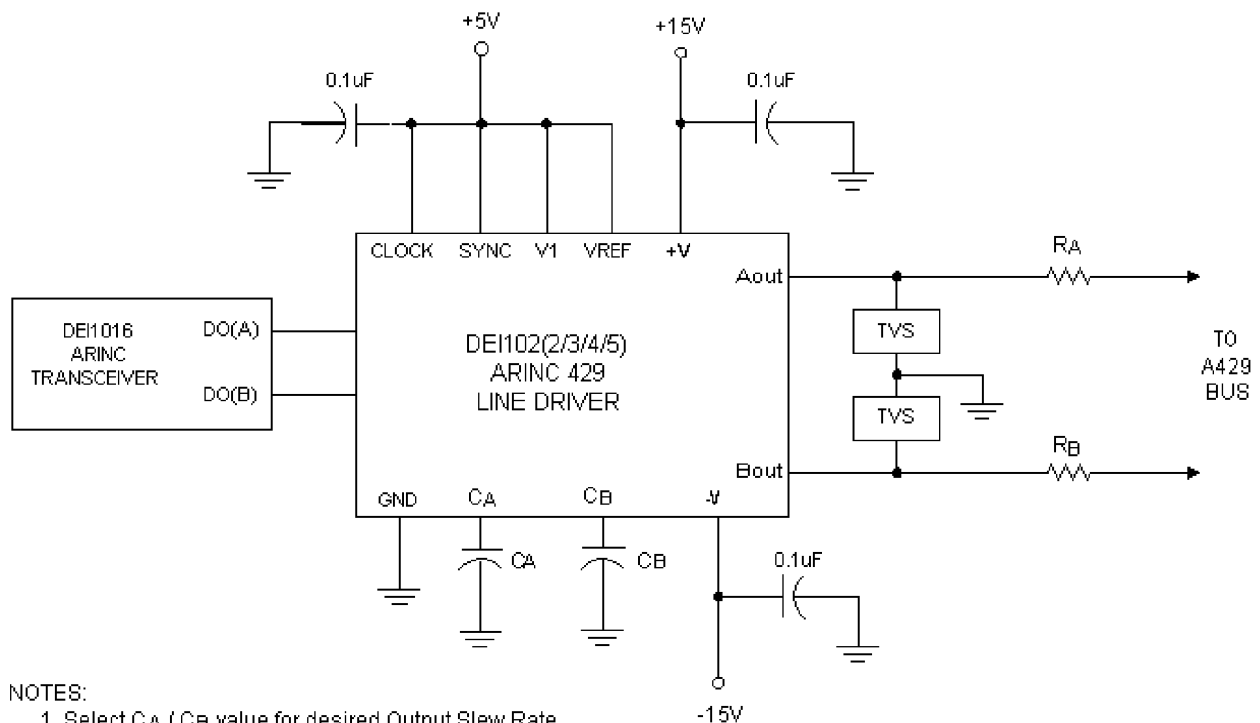 +5V
+15V
0.1uF
0.1uF
CLOCK SYNC V1 VREF +V
RA
Aout
DEI1016
ARINC
TRANSCEIVER
DO(A)
DO(B)
DEI102(2/3/4/5)
ARINC 429
LINE DRIVER
TVS
TVS
TO
A429
BUS
RB
Bout
GND CA CB -V
CA
CB
0.1uF
-15V
NOTES:
1. Select CA / CB value for desired Output Slew Rate